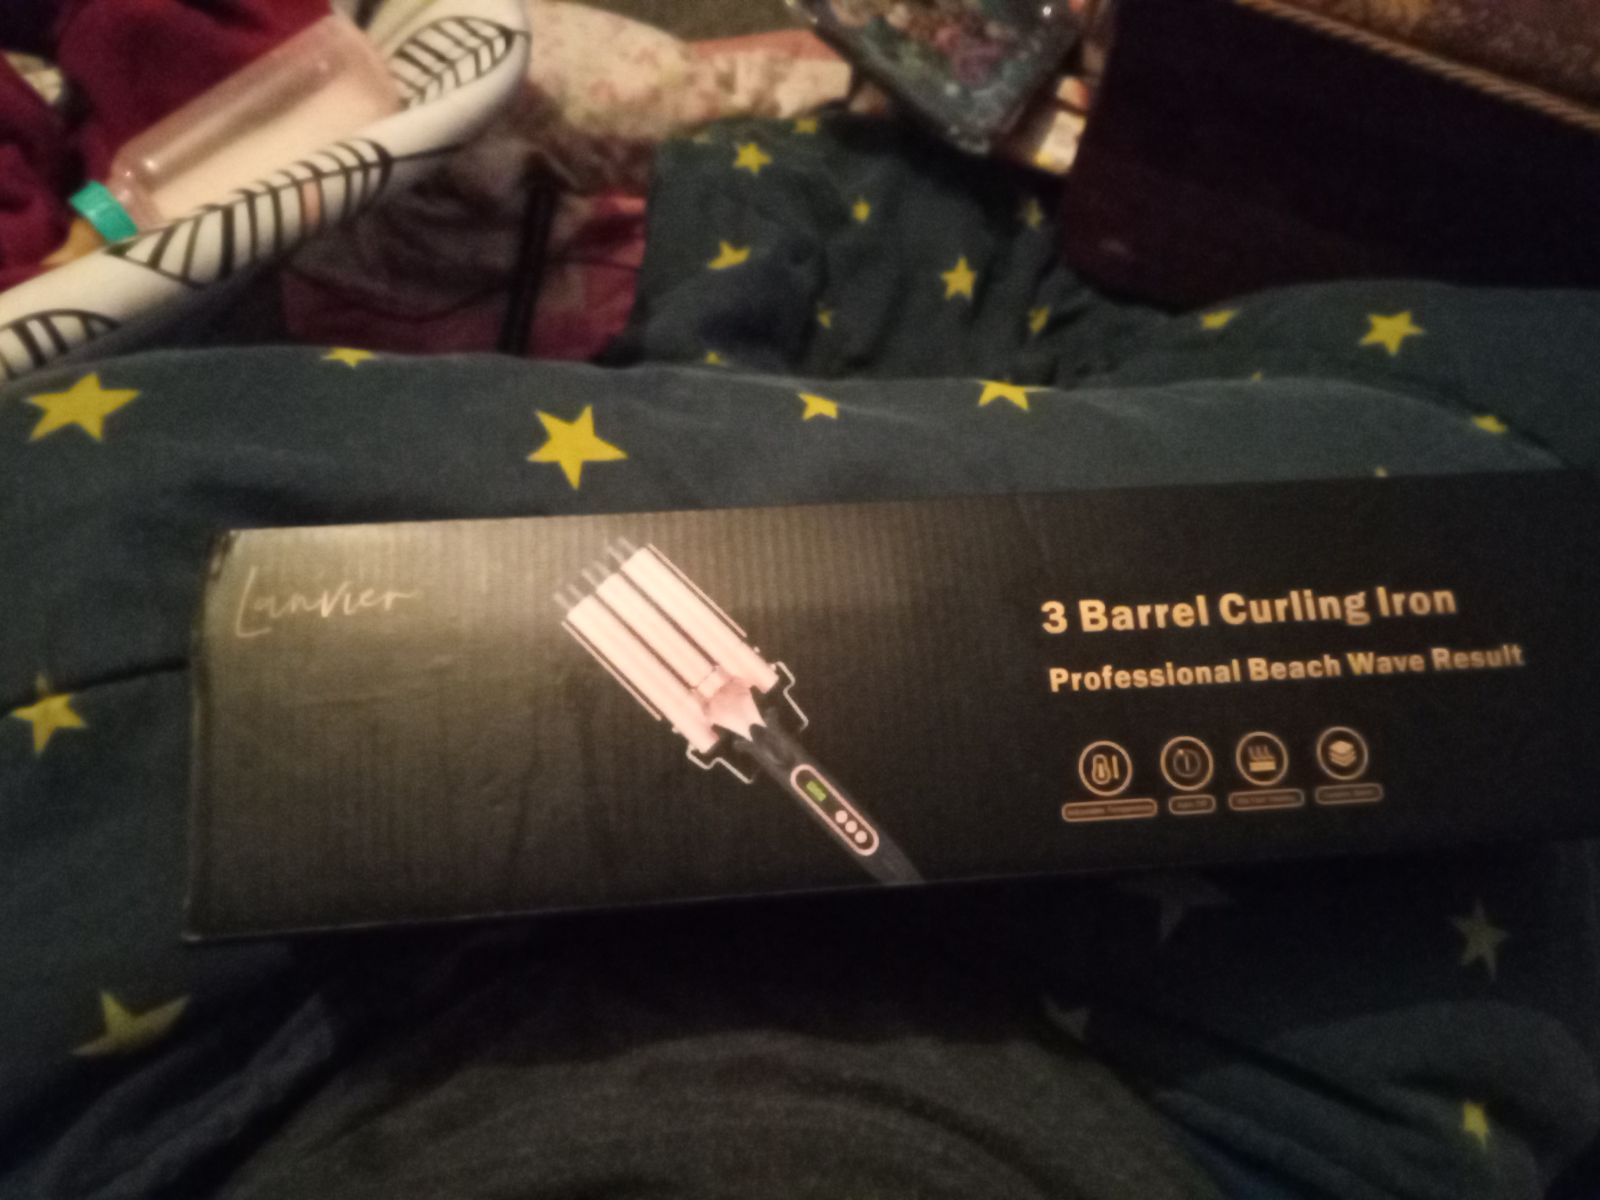 Lanvier
3 Barrel Curling Iron
Professional Beach Wave Result